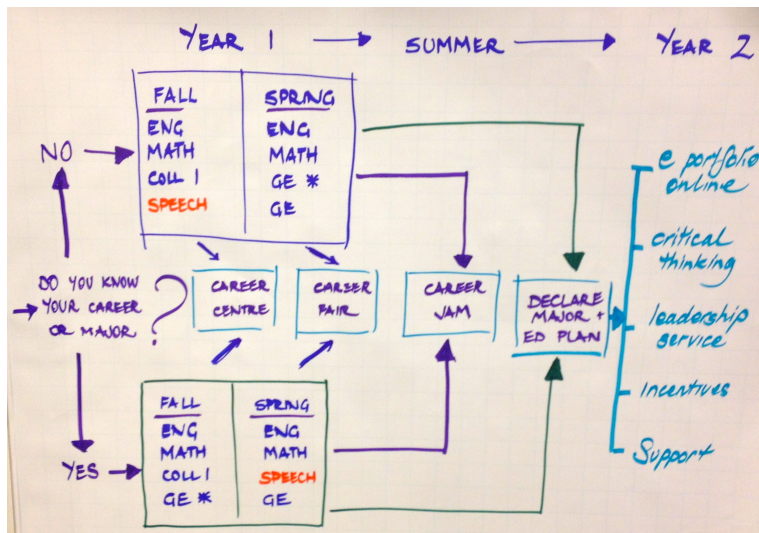 YEAR 1 SUMMER YEAR 2
FALL
ENG
MATH
COLL 1
SPEECH
SPRING
ENG
MATH
GE *
GE
NO
DO YOU KNOW
YOUR CAREER
OR MAJOR
?
YES
CAREER
CENTRE
CAREER
FAIR
CAREER
JAM
DECLARE
MAJOR +
ED PLAN
e portfolio
online
critical
thinking
leadership
service
incentives
Support
FALL
ENG
MATH
COLL 1
GE *
SPRING
ENG
MATH
SPEECH
GE